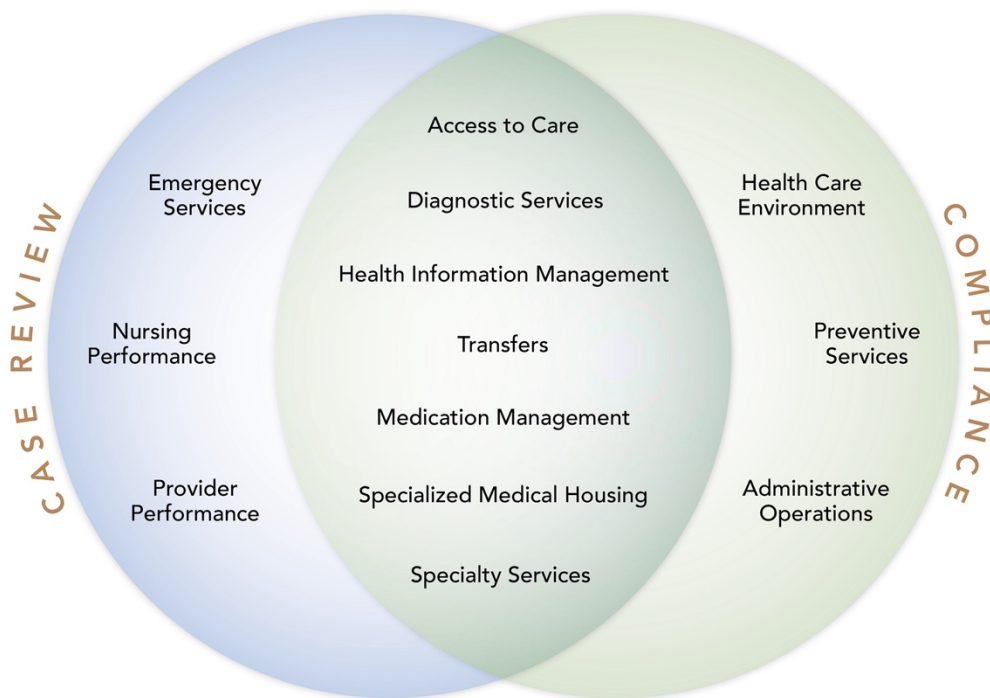 CASE REVIEW
Emergency
Services
Nursing
Performance
Provider
Performance
Access to Care
Diagnostic Services
Health Information Management
Transfers
Medication Management
Specialized Medical Housing
Specialty Services
Health Care
Environment
Preventive
Services
Administrative
Operations
COMPLIANCE